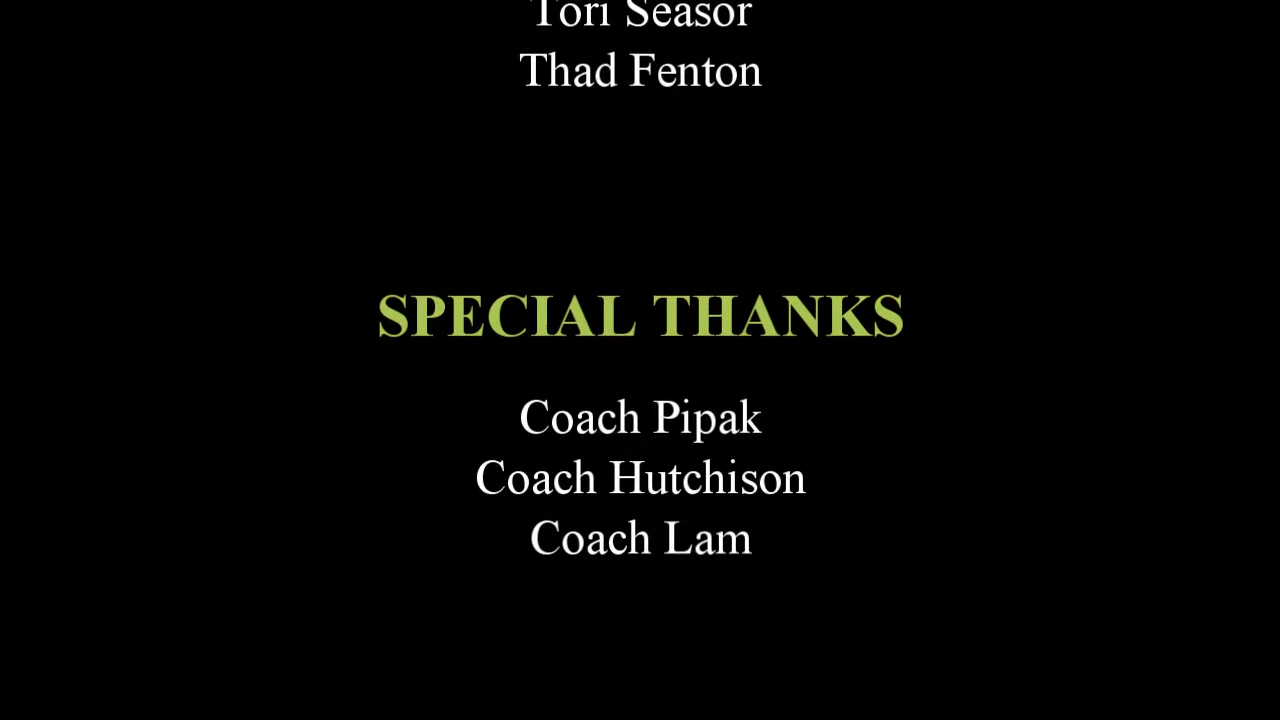 Tori Seasor
Thad Fenton
SPECIAL THANKS
Coach Pipak
Coach Hutchison
Coach Lam